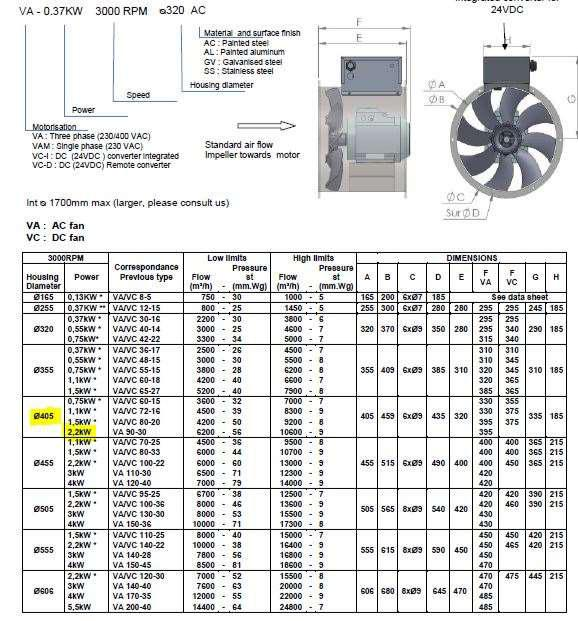 Integrated converter for
24VDC
VA - 0.37KW 3000 RPM ⌀320 AC
Material and surface finish
AC : Painted steel
AL : Painted aluminum
GV : Galvanised steel
SS : Stainless steel
Housing diameter
Speed
Power
Motorisation
VA : Three phase (230/400 VAC)
VAM : Single phase (230 VAC)
VC-I : DC (24VDC ) converter integrated
VC-D : DC (24VDC) Remote converter
Standard air flow
Impeller towards motor
F
E
H
G
Ø A
Ø B
Ø C
Sur Ø D
Int ⌀ 1700mm max (larger, please consult us)
VA : AC fan
VC : DC fan
3000RPM Correspondance Previous type Low limits High limits DIMENSIONS
Housing Diameter Power Flow (m³/h) - Pressure st (mm.Wg) Flow (m³/h) - Pressure st (mm.Wg) A B C D E F VA F VC G H
Ø165 0,13KW * VA/VC 8-5 750 - 30 1000 - 5 165 200 6xØ7 185 See data sheet
Ø255 0,37KW ** VA/VC 12-15 800 - 25 1450 - 5 255 300 6xØ7 280 280 295 295 245 185
Ø320 0,37KW * VA/VC 30-16 2200 - 30 3800 - 6 320 370 6xØ9 350 280 295 295 290 185
0,55kW * VA/VC 40-14 3000 - 25 4600 - 7 295 340
0,75kW* VA/VC 42-22 3300 - 34 5000 - 7 315 340
Ø355 0,37KW * VA/VC 36-17 2500 - 26 4500 - 7 355 409 6xØ9 385 310 310 310 310 185
0,55kW * VA/VC 48-15 3000 - 30 5500 - 8 310 345
0,75kW * VA/VC 55-15 3800 - 28 6200 - 8 320 345
1,1kW * VA/VC 60-18 4200 - 40 6600 - 7 320 365
1,5kW * VA/VC 65-27 5200 - 40 7900 - 8 385 385
Ø405 0,75kW * VA/VC 60-15 3600 - 32 7000 - 7 405 459 6xØ9 435 320 330 355 335 185
1,1kW * VA/VC 72-16 4500 - 39 8300 - 9 330 375
1,5kW * VA/VC 80-20 4200 - 50 9200 - 8 395 375
2,2kW VA 90-30 6200 - 56 10600 - 9 395
Ø455 1,1kW * VA/VC 70-25 4500 - 36 9500 - 8 455 515 6xØ9 490 400 400 400 365 215
1,5kW * VA/VC 80-33 6000 - 44 10700 - 9 400 400 365 215
2,2kW * VA/VC 100-22 6000 - 60 13000 - 9 400 450 365 215
3kW VA 110-30 6500 - 71 12300 - 9 420
4kW VA 120-40 7000 - 79 14000 - 9 420
Ø505 1,5kW * VA/VC 95-25 6700 - 38 12500 - 7 505 565 8xØ9 540 420 420 420 390 215
2,2kW * VA/VC 100-36 8000 - 46 13600 - 9 420 460 390 215
3kW VA/VC 130-30 8000 - 53 15500 - 9 430
4kW VA 150-36 10000 - 71 17300 - 8 430
Ø555 1,5kW * VA/VC 110-25 8000 - 40 15000 - 7 555 615 8xØ9 590 450 450 450 420 215
2,2kW * VA/VC 140-22 10000 - 38 16400 - 9 450 465 420 215
3kW VA 140-28 7800 - 56 16800 - 9 470
4kW VA 150-45 8500 - 81 18600 - 9 470
Ø606 2,2kW * VA/VC 120-30 7000 - 52 15500 - 8 606 680 8xØ9 645 470 470 475 445 215
3kW VA 140-40 7600 - 63 20000 - 8 470
4kW VA 170-35 12000 - 55 22000 - 9 485
5,5kW VA 200-40 14400 - 64 24800 - 7 485